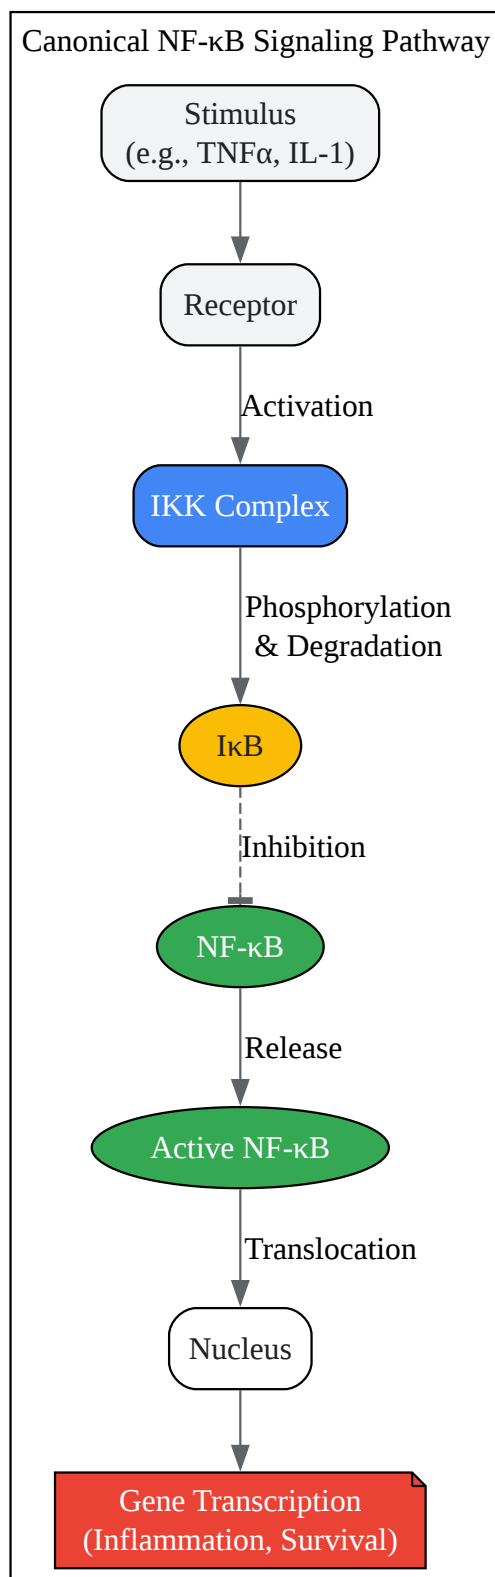 Canonical NF-κB Signaling Pathway
Stimulus
(e.g., TNFα, IL-1)
Receptor
Activation
IKK Complex
Phosphorylation
& Degradation
IκB
Inhibition
NF-κB
Release
Active NF-κB
Translocation
Nucleus
Gene Transcription
(Inflammation, Survival)